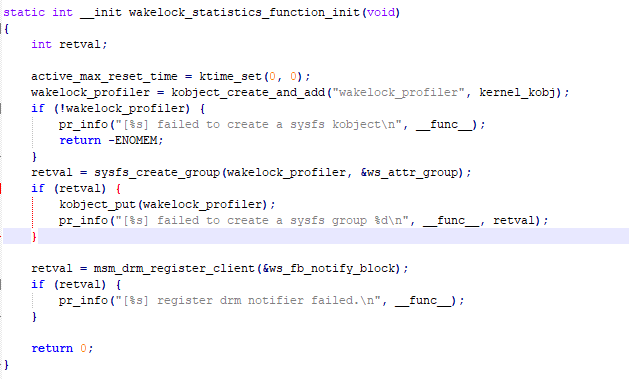 static int __init wakelock_statistics_function_init(void)
{
    int retval;

    active_max_reset_time = ktime_set(0, 0);
    wakelock_profiler = kobject_create_and_add("wakelock_profiler", kernel_kobj);
    if (!wakelock_profiler) {
        pr_info("[%s] failed to create a sysfs kobject\n", __func__);
        return -ENOMEM;
    }
    retval = sysfs_create_group(wakelock_profiler, &ws_attr_group);
    if (retval) {
        kobject_put(wakelock_profiler);
        pr_info("[%s] failed to create a sysfs group %d\n", __func__, retval);
    }

    retval = msm_drm_register_client(&ws_fb_notify_block);
    if (retval) {
        pr_info("[%s] register drm notifier failed.\n", __func__);
    }

    return 0;
}